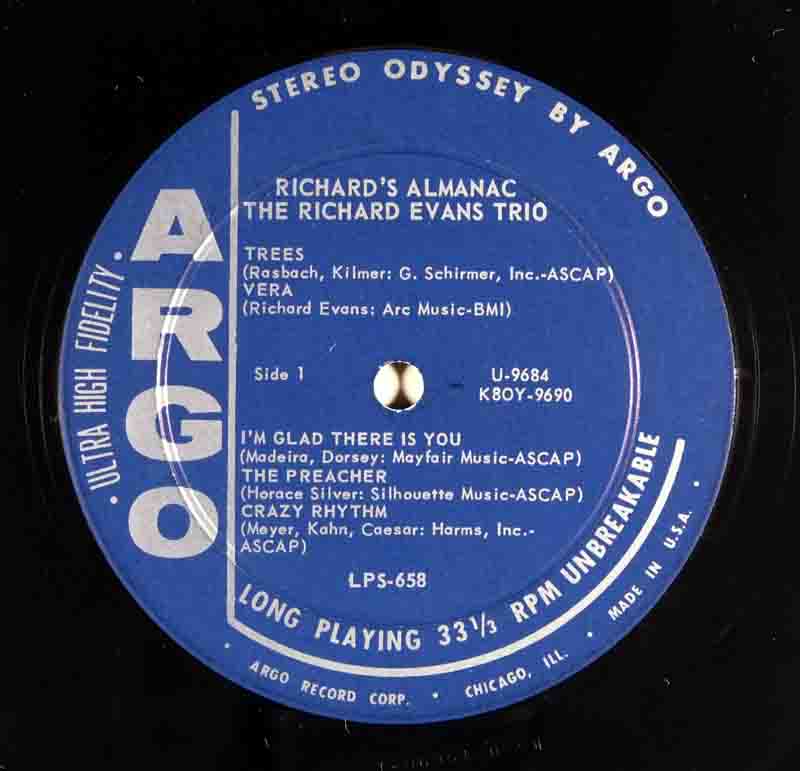 STEREO ODYSSEY BY ARGO
ARGO
• ULTRA HIGH FIDELITY •
RICHARD'S ALMANAC
THE RICHARD EVANS TRIO
TREES
(Rasbach, Kilmer: G. Schirmer, Inc.-ASCAP)
VERA
(Richard Evans: Arc Music-BMI)
Side 1
U-9684
K8OY-9690
I'M GLAD THERE IS YOU
(Madeira, Dorsey: Mayfair Music-ASCAP)
THE PREACHER
(Horace Silver: Silhouette Music-ASCAP)
CRAZY RHYTHM
(Meyer, Kahn, Caesar: Harms, Inc.-
ASCAP)
LPS-658
LONG PLAYING 33⅓ RPM UNBREAKABLE
• ARGO RECORD CORP. • CHICAGO, ILL. • MADE IN U.S.A. •